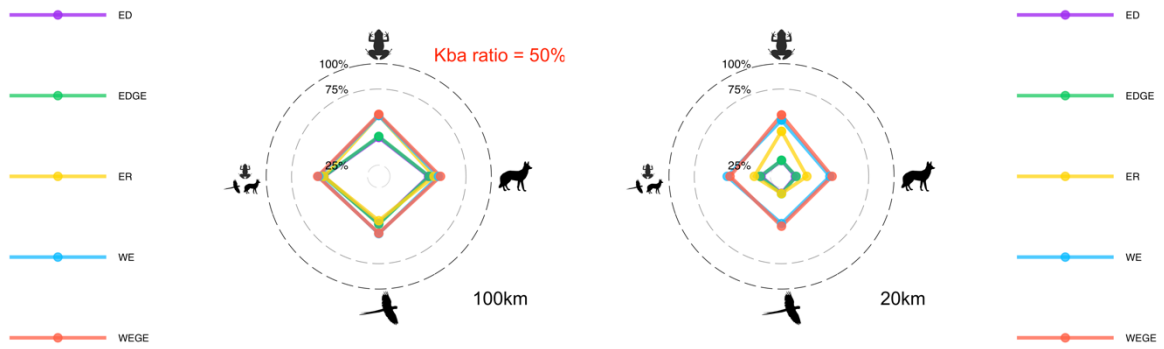 ED
EDGE
ER
WE
WEGE
Kba ratio = 50%
100%
75%
25%
100km
100%
75%
25%
20km
ED
EDGE
ER
WE
WEGE